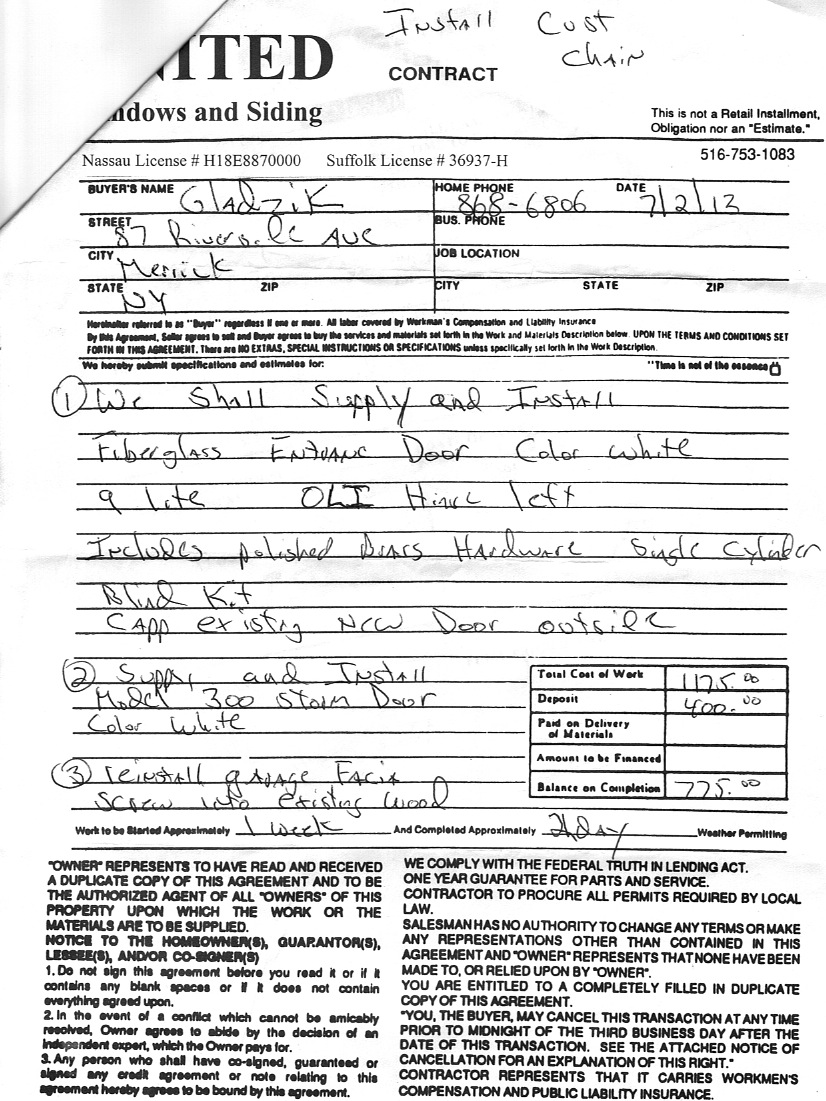 Install Cust
Chain
NITED
CONTRACT
ndows and Siding
This is not a Retail Installment,
Obligation nor an "Estimate."
Nassau License # H18E8870000 Suffolk License # 36937-H
516-753-1083
BUYER'S NAME Gladzik HOME PHONE 868-6806 DATE 7/2/13
STREET 87 Riverside Ave BUS. PHONE
CITY Merrick JOB LOCATION
STATE NY ZIP CITY STATE ZIP
Hereinafter referred to as "Buyer" regardless if one or more. All labor covered by Workman's Compensation and Liability Insurance
By this Agreement, Seller agrees to sell and Buyer agrees to buy the services and materials set forth in the Work and Materials Description below. UPON THE TERMS AND CONDITIONS SET
FORTH IN THIS AGREEMENT. There are NO EXTRAS, SPECIAL INSTRUCTIONS OR SPECIFICATIONS unless specifically set forth in the Work Description.
We hereby submit specifications and estimates for: "Time is not of the essence
1 We Shall Supply and Install
Fiberglass Entranc Door Color White
9 lite OLI Hinge left
Includes polished Brass Hardware Single Cylinder
Blind Kit
Capp existing New Door outside
2 Supply and Install
Model 300 Storm Door
Color White
Total Cost of Work 1175.00
Deposit 400.00
Paid on Delivery
of Materials
Amount to be Financed
Balance on Completion 775.00
3 reinstall garage Facia
Screw into existing wood
Work to be Started Approximately 1 week And Completed Approximately day Weather Permitting
"OWNER" REPRESENTS TO HAVE READ AND RECEIVED
A DUPLICATE COPY OF THIS AGREEMENT AND TO BE
THE AUTHORIZED AGENT OF ALL "OWNERS" OF THIS
PROPERTY UPON WHICH THE WORK OR THE
MATERIALS ARE TO BE SUPPLIED.
NOTICE TO THE HOMEOWNER(S), GUARANTOR(S),
LESSEE(S), AND/OR CO-SIGNER(S)
1. Do not sign this agreement before you read it or if it
contains any blank spaces or if it does not contain
everything agreed upon.
2. In the event of a conflict which cannot be amicably
resolved, Owner agrees to abide by the decision of an
independent expert, which the Owner pays for.
3. Any person who shall have co-signed, guaranteed or
signed any credit agreement or note relating to this
agreement hereby agrees to be bound by this agreement.
WE COMPLY WITH THE FEDERAL TRUTH IN LENDING ACT.
ONE YEAR GUARANTEE FOR PARTS AND SERVICE.
CONTRACTOR TO PROCURE ALL PERMITS REQUIRED BY LOCAL
LAW.
SALESMAN HAS NO AUTHORITY TO CHANGE ANY TERMS OR MAKE
ANY REPRESENTATIONS OTHER THAN CONTAINED IN THIS
AGREEMENT AND "OWNER" REPRESENTS THAT NONE HAVE BEEN
MADE TO, OR RELIED UPON BY "OWNER".
YOU ARE ENTITLED TO A COMPLETELY FILLED IN DUPLICATE
COPY OF THIS AGREEMENT.
"YOU, THE BUYER, MAY CANCEL THIS TRANSACTION AT ANY TIME
PRIOR TO MIDNIGHT OF THE THIRD BUSINESS DAY AFTER THE
DATE OF THIS TRANSACTION. SEE THE ATTACHED NOTICE OF
CANCELLATION FOR AN EXPLANATION OF THIS RIGHT."
CONTRACTOR REPRESENTS THAT IT CARRIES WORKMEN'S
COMPENSATION AND PUBLIC LIABILITY INSURANCE.